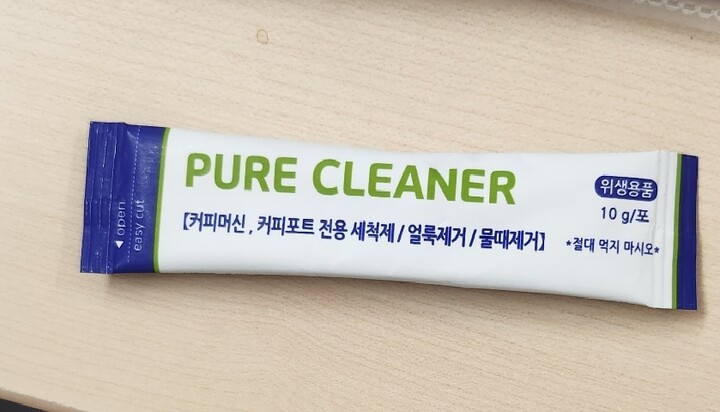 ◀ open
easy cut
PURE CLEANER
【커피머신 , 커피포트 전용 세척제 / 얼룩제거 / 물때제거】
위생용품
10 g/포
*절대 먹지 마시오*